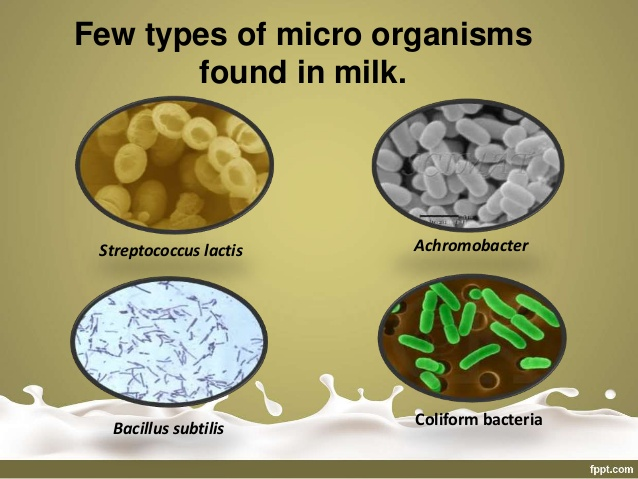 Few types of micro organisms
found in milk.
Streptococcus lactis
Achromobacter
Bacillus subtilis
Coliform bacteria
fppt.com